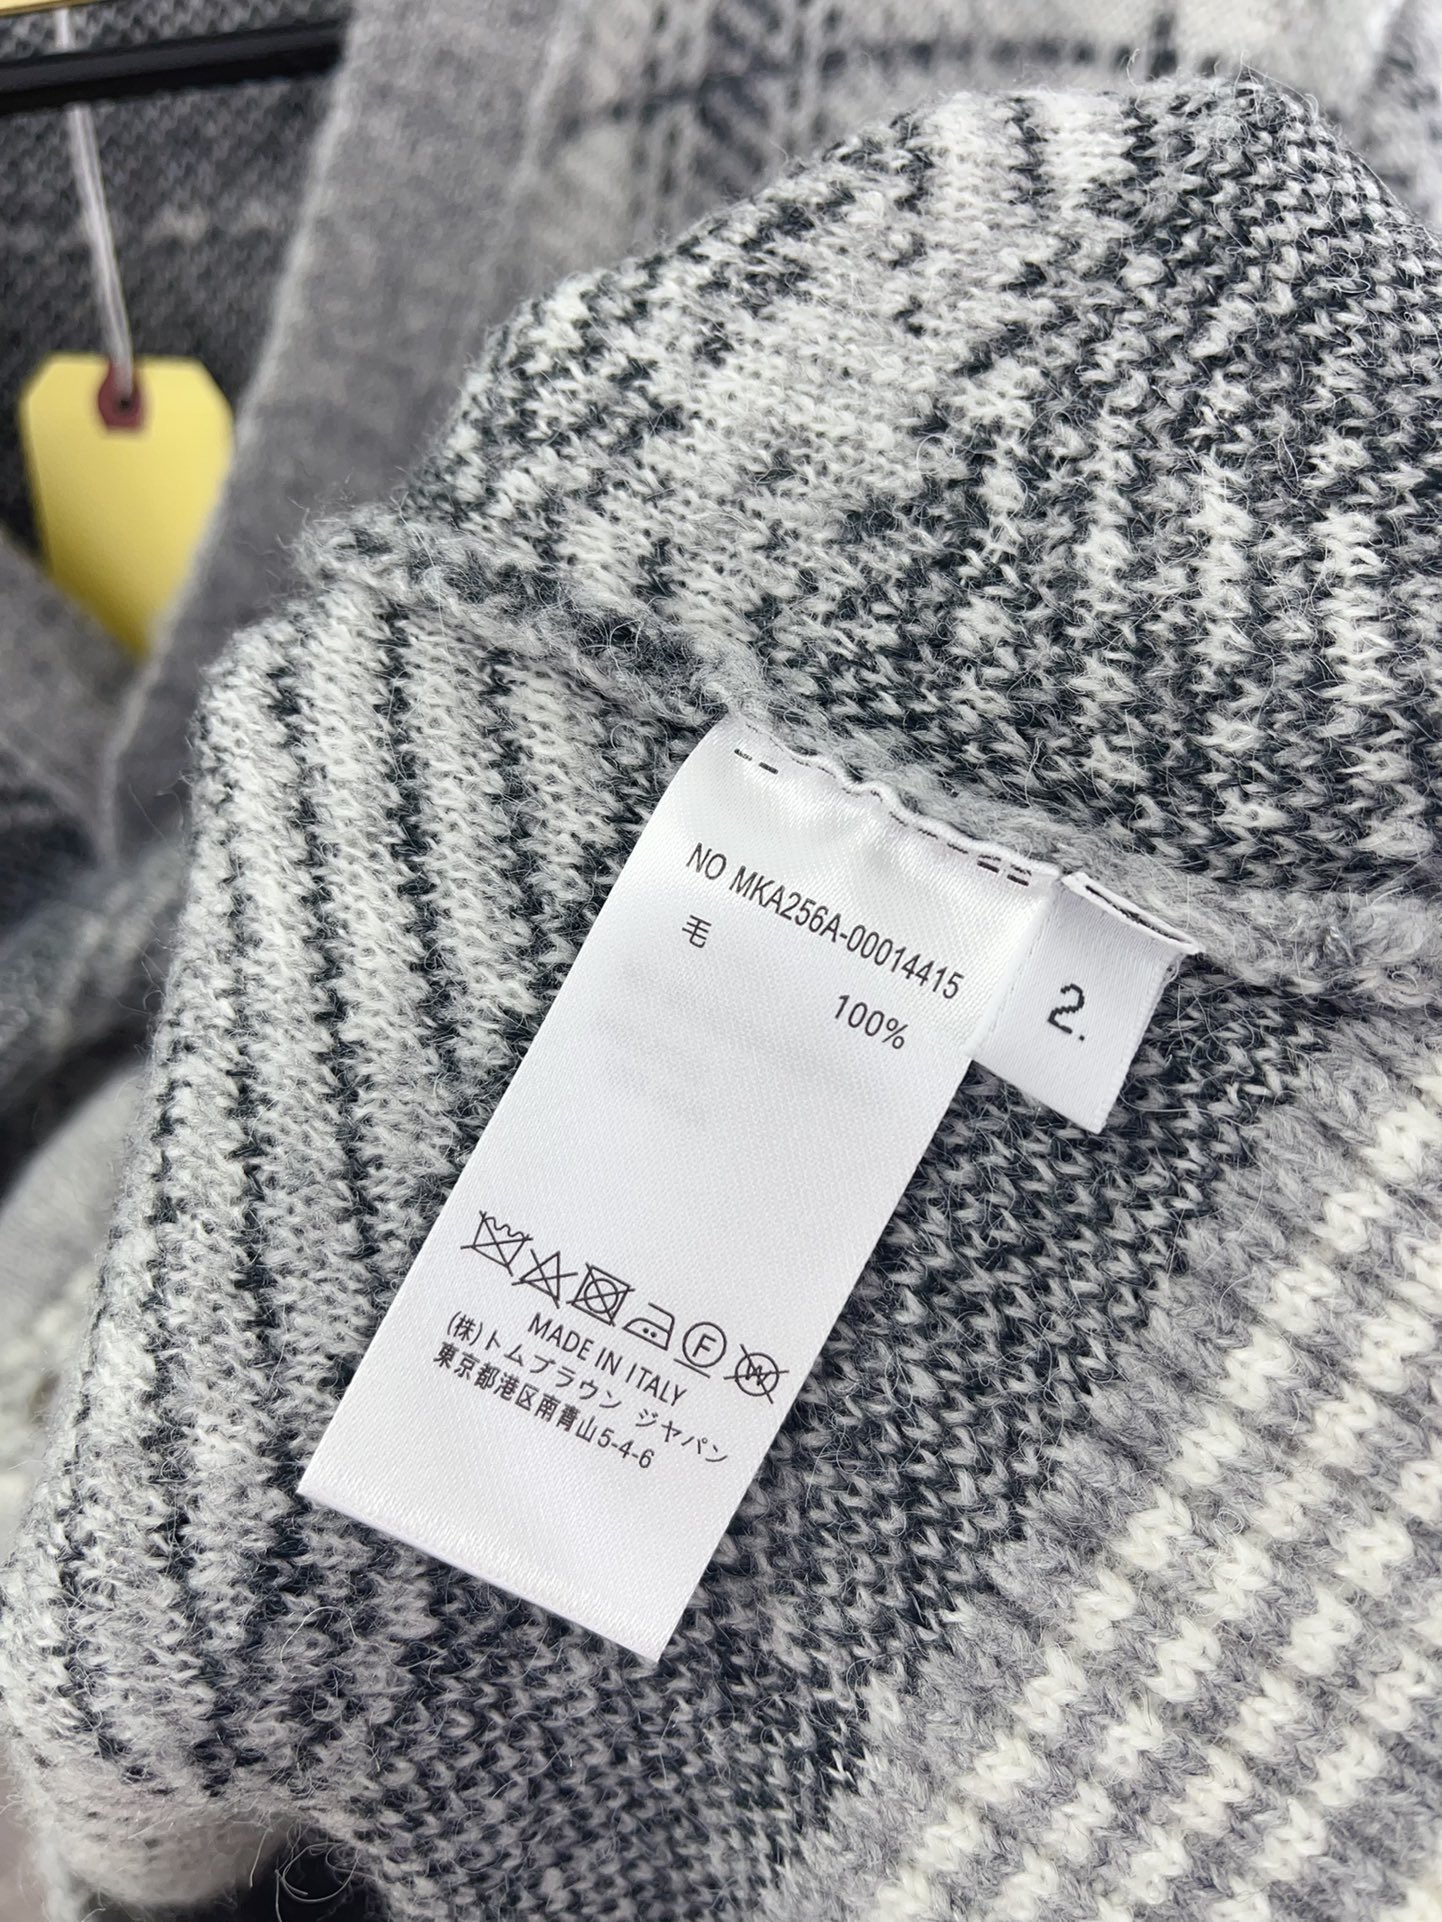 NO MKA256A-00014415
毛 100%
2.
F
W
MADE IN ITALY
(株)トムブラウン ジャパン
東京都港区南青山5-4-6